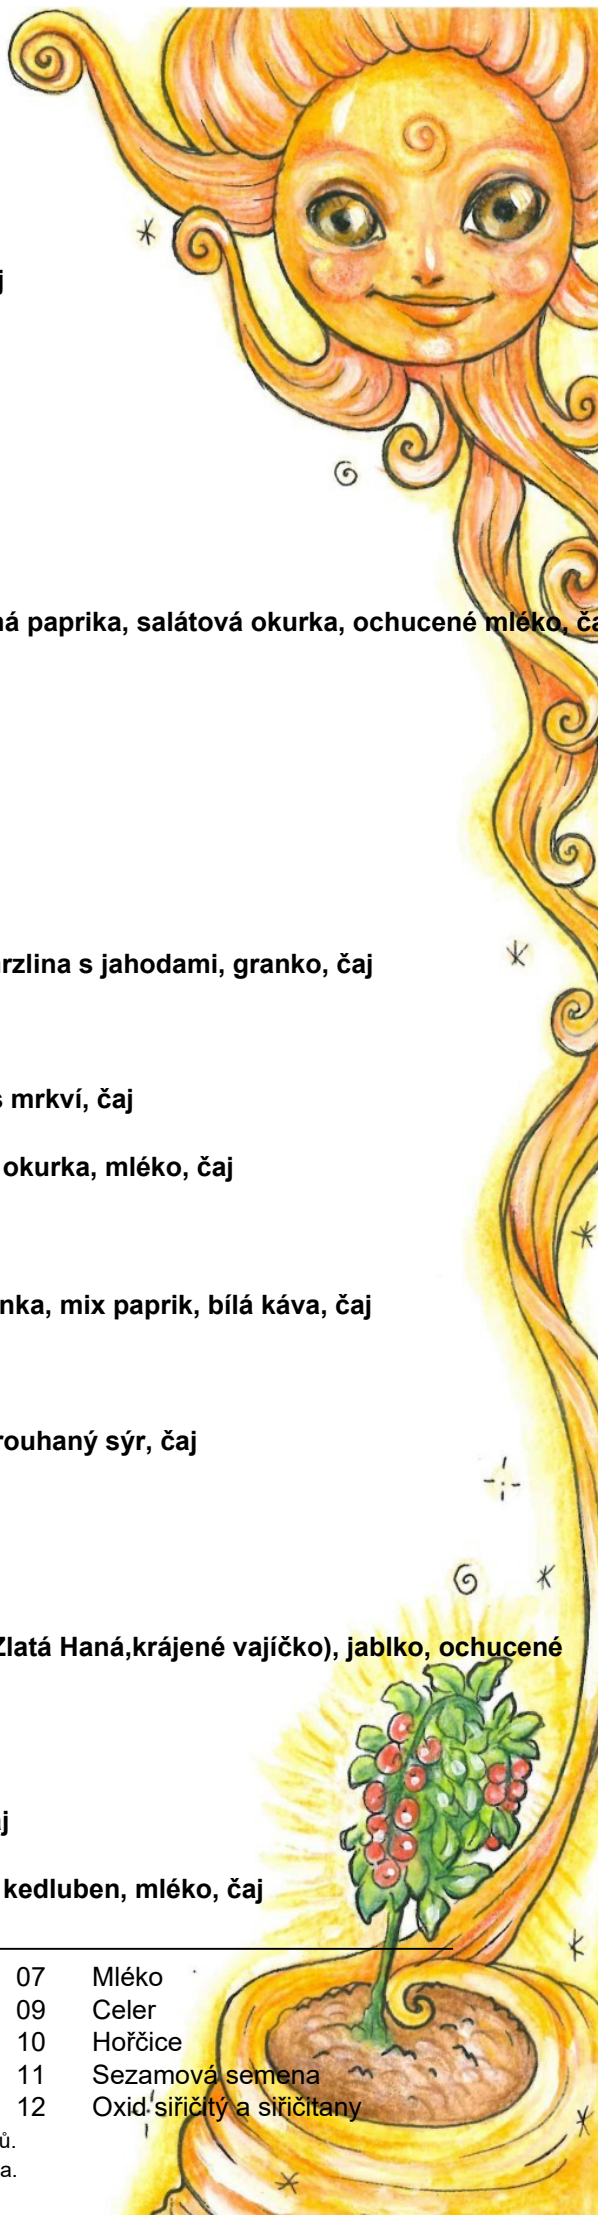 j
ná paprika, salátová okurka, ochucené mléko, ča
rzlina s jahodami, granko, čaj
s mrkví, čaj
okurka, mléko, čaj
nka, mix paprik, bílá káva, čaj
rouhaný sýr, čaj
Zlatá Haná,krájené vajíčko), jablko, ochucené
j
kedluben, mléko, čaj
07 Mléko
09 Celer
10 Hořčice
11 Sezamová semena
12 Oxid siřičitý a siřičitany
ů.
a.